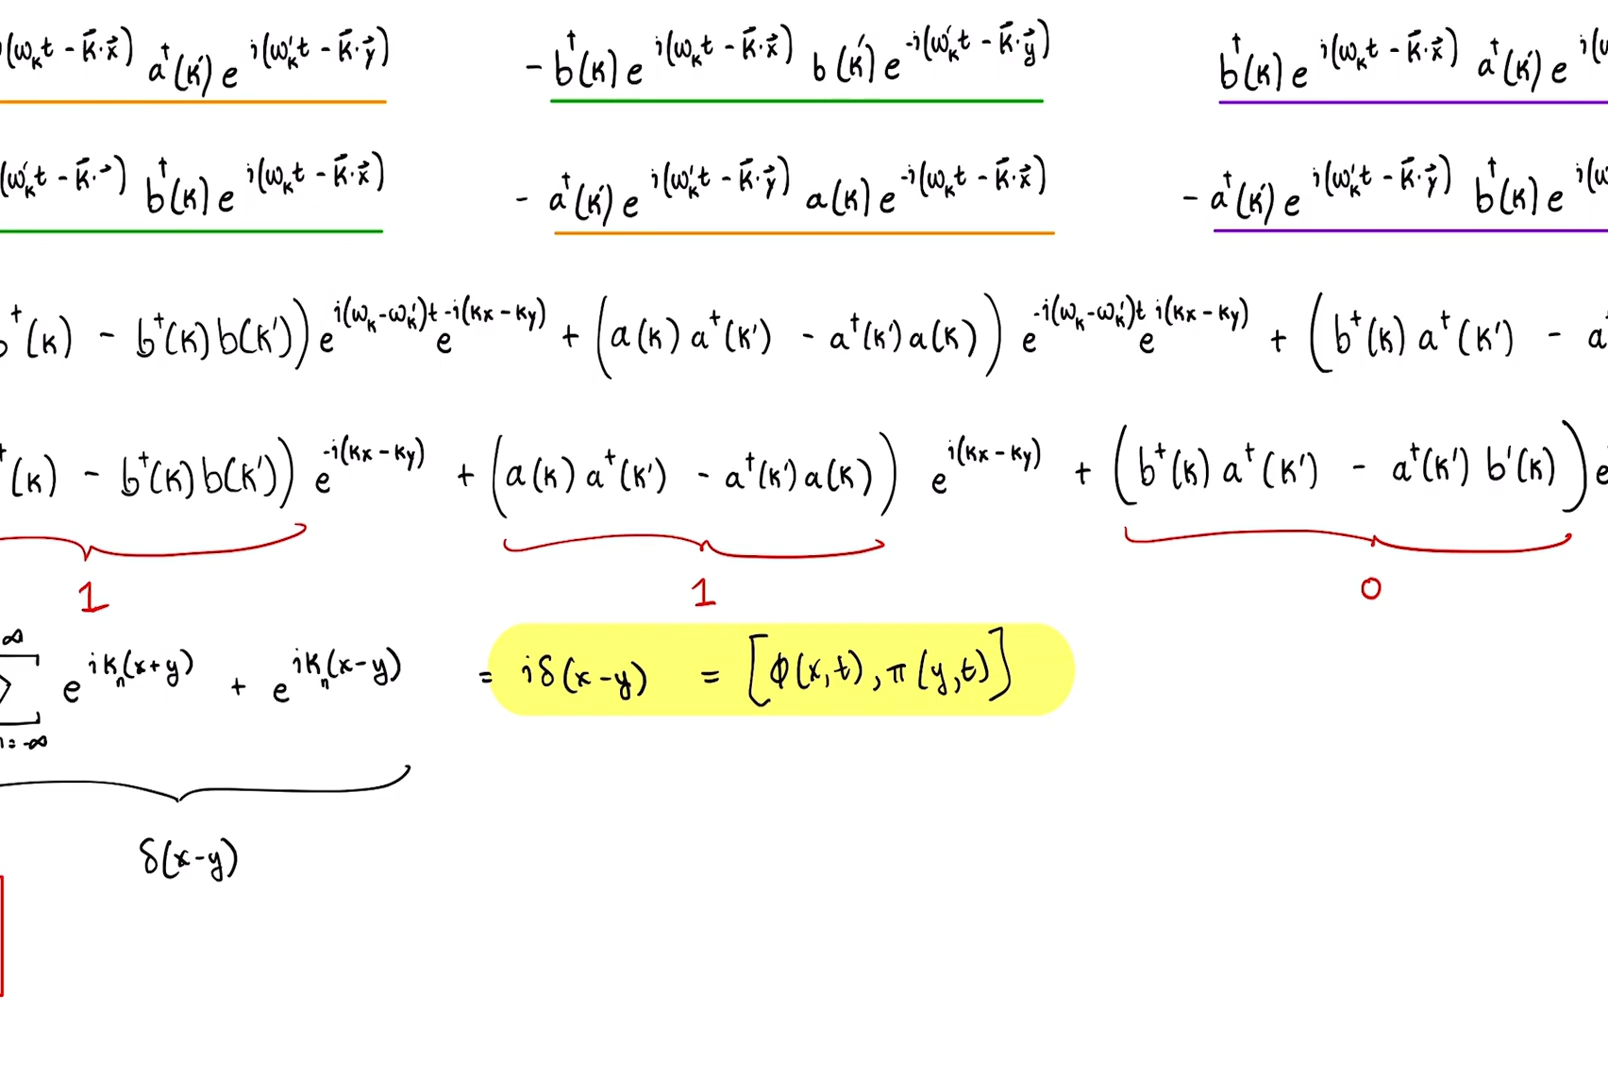 (ω_k t - k⃗·x⃗) a†(k′) e^{i(ω′_k t - k⃗·y⃗)} - b†(k) e^{i(ω_k t - k⃗·x⃗)} b(k′) e^{-i(ω′_k t - k⃗·y⃗)} b†(k) e^{i(ω_k t - k⃗·x⃗)} a†(k′) e^{i(ω
(ω′_k t - k⃗·→) b†(k) e^{i(ω_k t - k⃗·x⃗)} - a†(k′) e^{i(ω′_k t - k⃗·y⃗)} a(k) e^{-i(ω_k t - k⃗·x⃗)} - a†(k′) e^{i(ω′_k t - k⃗·y⃗)} b†(k) e^{i(ω
b†(k) - b†(k) b(k′)) e^{i(ω_k - ω′_k)t} e^{-i(kx - ky)} + (a(k) a†(k′) - a†(k′) a(k)) e^{-i(ω_k - ω′_k)t} e^{i(kx - ky)} + (b†(k) a†(k′) - a
†(k) - b†(k) b(k′)) e^{-i(kx - ky)} + (a(k) a†(k′) - a†(k′) a(k)) e^{i(kx - ky)} + (b†(k) a†(k′) - a†(k′) b′(k)) e
1 1 0
∑_{n=-∞}^{∞} e^{ik_n(x+y)} + e^{ik_n(x-y)} = iδ(x-y) = [φ(x,t), π(y,t)]
δ(x-y)